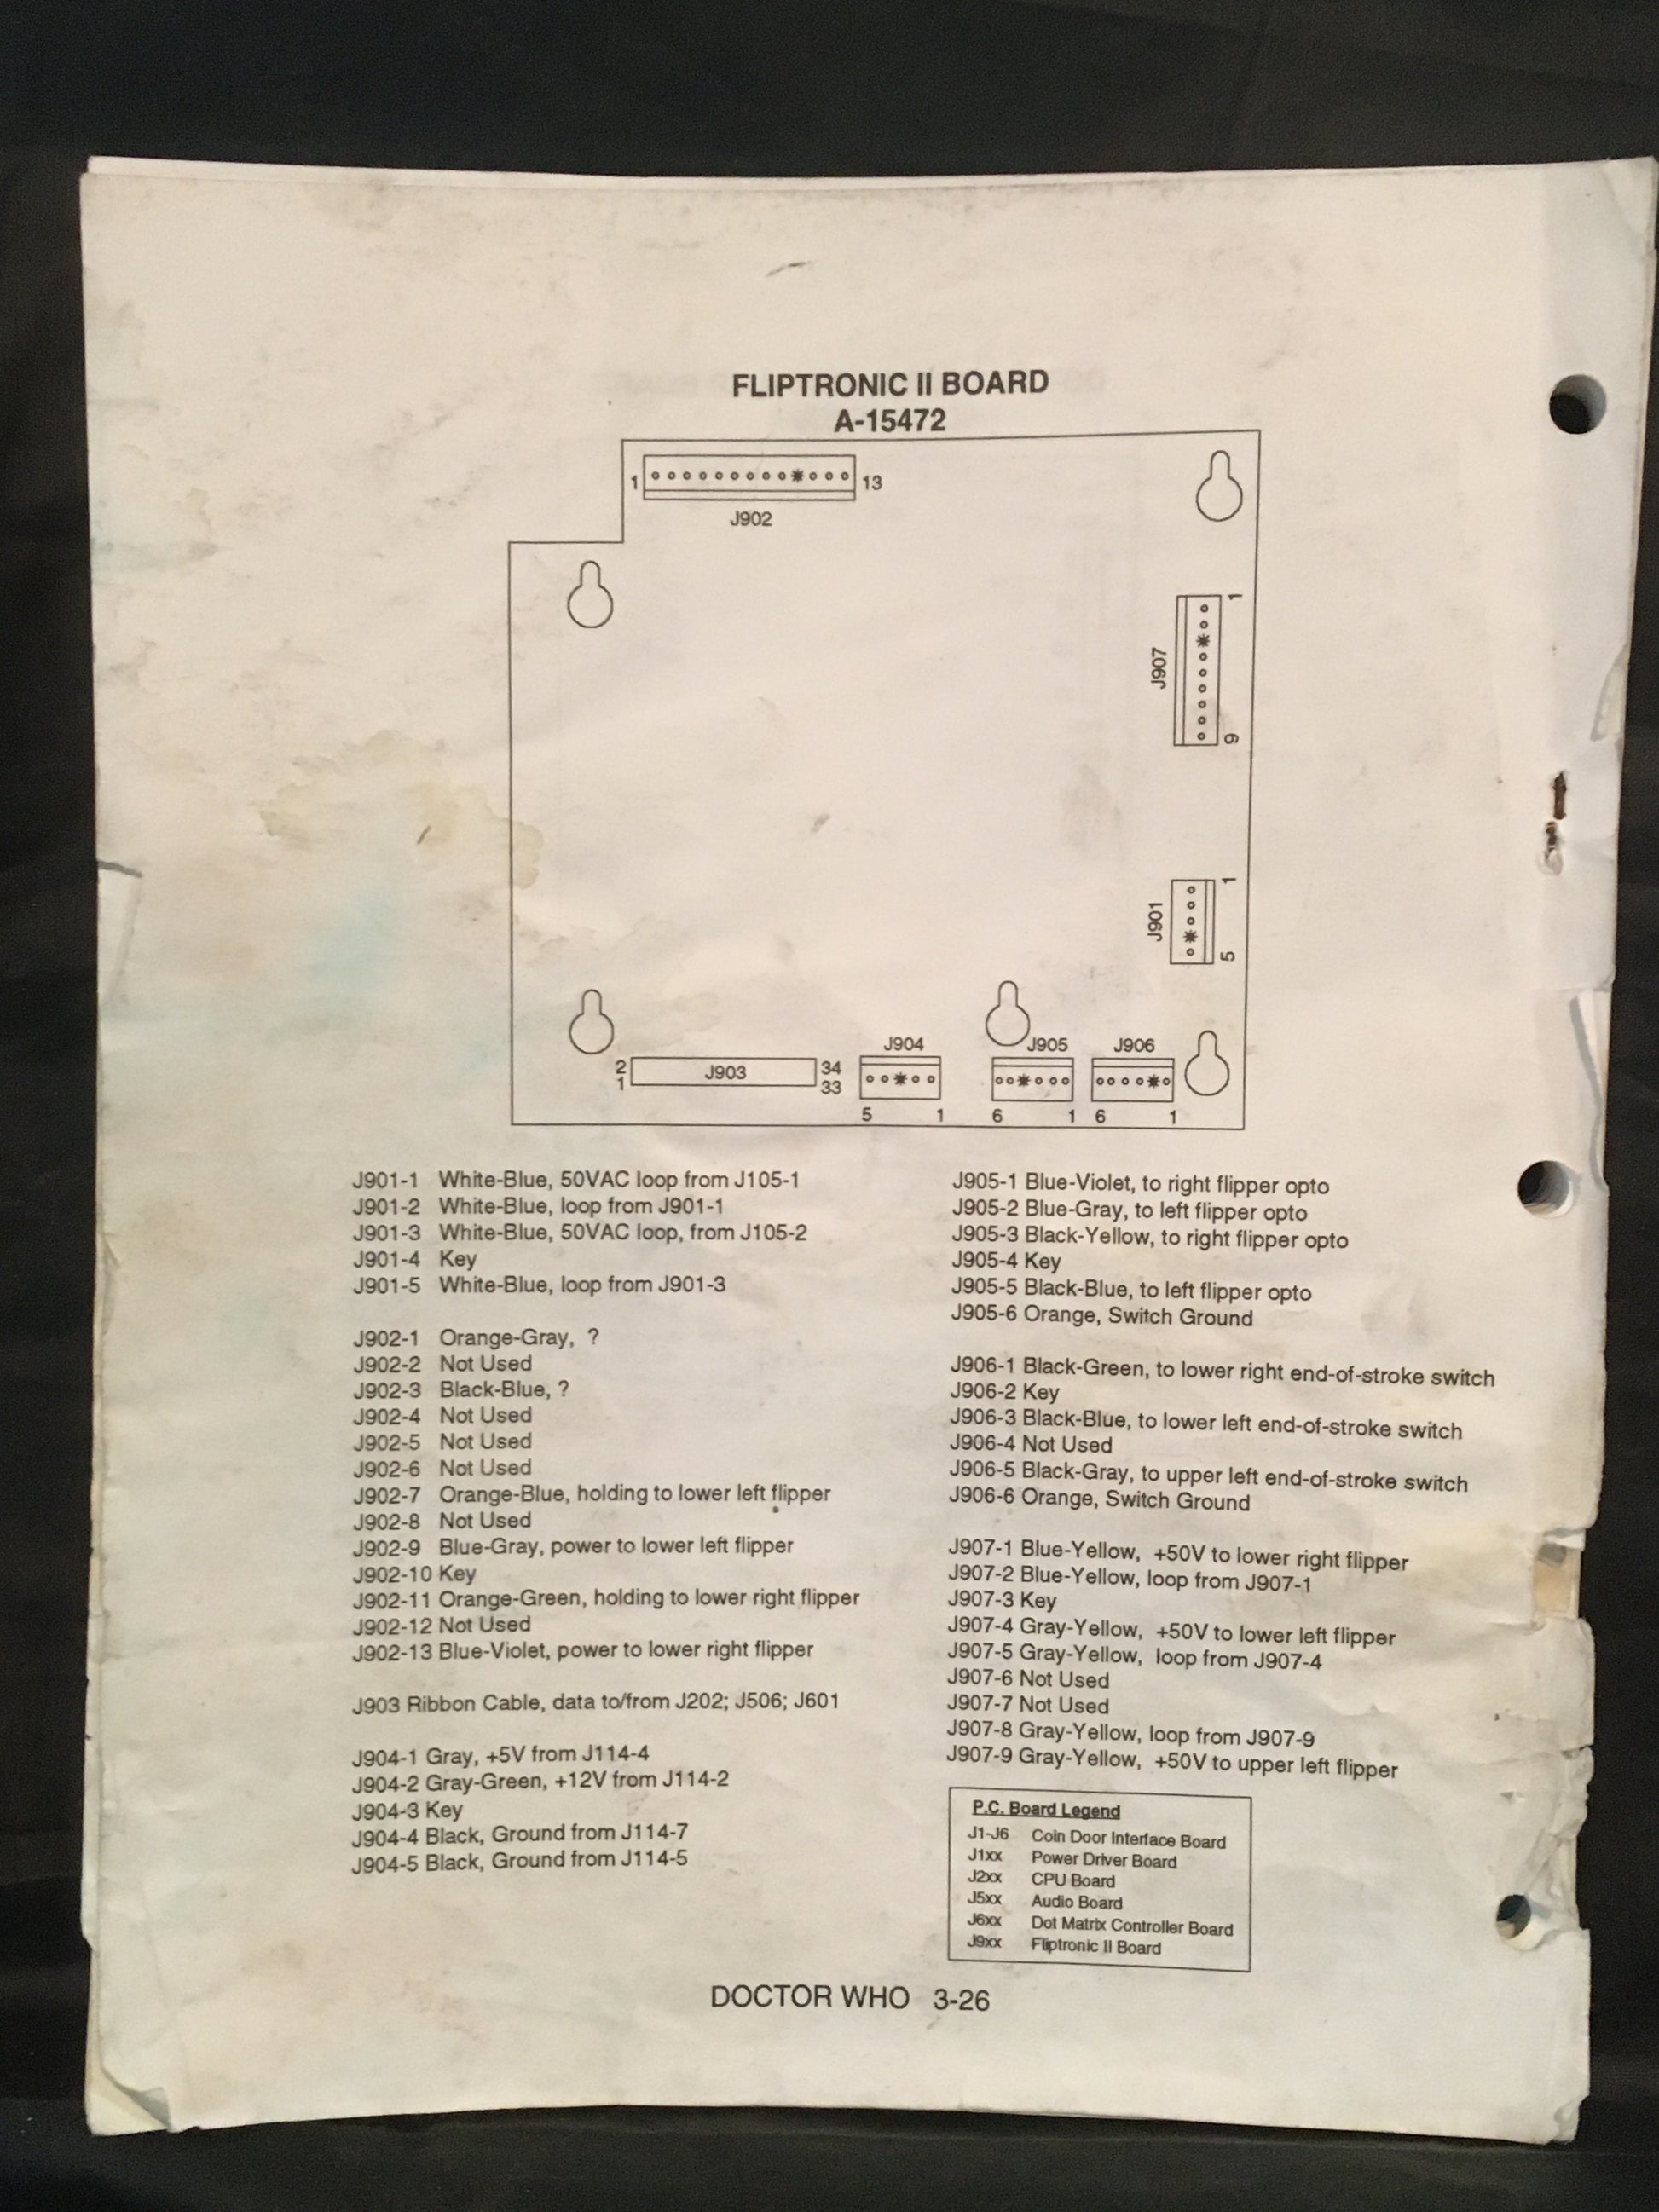 FLIPTRONIC II BOARD
A-15472
1 13
J902
1
J907
9
1
J901
5
J904
J905
J906
2
1
J903
34
33
5 1
6 1
6 1
J901-1 White-Blue, 50VAC loop from J105-1
J901-2 White-Blue, loop from J901-1
J901-3 White-Blue, 50VAC loop, from J105-2
J901-4 Key
J901-5 White-Blue, loop from J901-3
J902-1 Orange-Gray, ?
J902-2 Not Used
J902-3 Black-Blue, ?
J902-4 Not Used
J902-5 Not Used
J902-6 Not Used
J902-7 Orange-Blue, holding to lower left flipper
J902-8 Not Used
J902-9 Blue-Gray, power to lower left flipper
J902-10 Key
J902-11 Orange-Green, holding to lower right flipper
J902-12 Not Used
J902-13 Blue-Violet, power to lower right flipper
J903 Ribbon Cable, data to/from J202; J506; J601
J904-1 Gray, +5V from J114-4
J904-2 Gray-Green, +12V from J114-2
J904-3 Key
J904-4 Black, Ground from J114-7
J904-5 Black, Ground from J114-5
J905-1 Blue-Violet, to right flipper opto
J905-2 Blue-Gray, to left flipper opto
J905-3 Black-Yellow, to right flipper opto
J905-4 Key
J905-5 Black-Blue, to left flipper opto
J905-6 Orange, Switch Ground
J906-1 Black-Green, to lower right end-of-stroke switch
J906-2 Key
J906-3 Black-Blue, to lower left end-of-stroke switch
J906-4 Not Used
J906-5 Black-Gray, to upper left end-of-stroke switch
J906-6 Orange, Switch Ground
J907-1 Blue-Yellow, +50V to lower right flipper
J907-2 Blue-Yellow, loop from J907-1
J907-3 Key
J907-4 Gray-Yellow, +50V to lower left flipper
J907-5 Gray-Yellow, loop from J907-4
J907-6 Not Used
J907-7 Not Used
J907-8 Gray-Yellow, loop from J907-9
J907-9 Gray-Yellow, +50V to upper left flipper
P.C. Board Legend
J1-J6 Coin Door Interface Board
J1xx Power Driver Board
J2xx CPU Board
J5xx Audio Board
J6xx Dot Matrix Controller Board
J9xx Fliptronic II Board
DOCTOR WHO 3-26